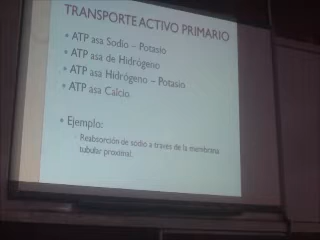 TRANSPORTE ACTIVO PRIMARIO
• ATP asa Sodio – Potasio
• ATP asa de Hidrógeno
• ATP asa Hidrógeno – Potasio
• ATP asa Calcio
• Ejemplo:
Reabsorción de sodio a traves de la membrana
tubular proximal.